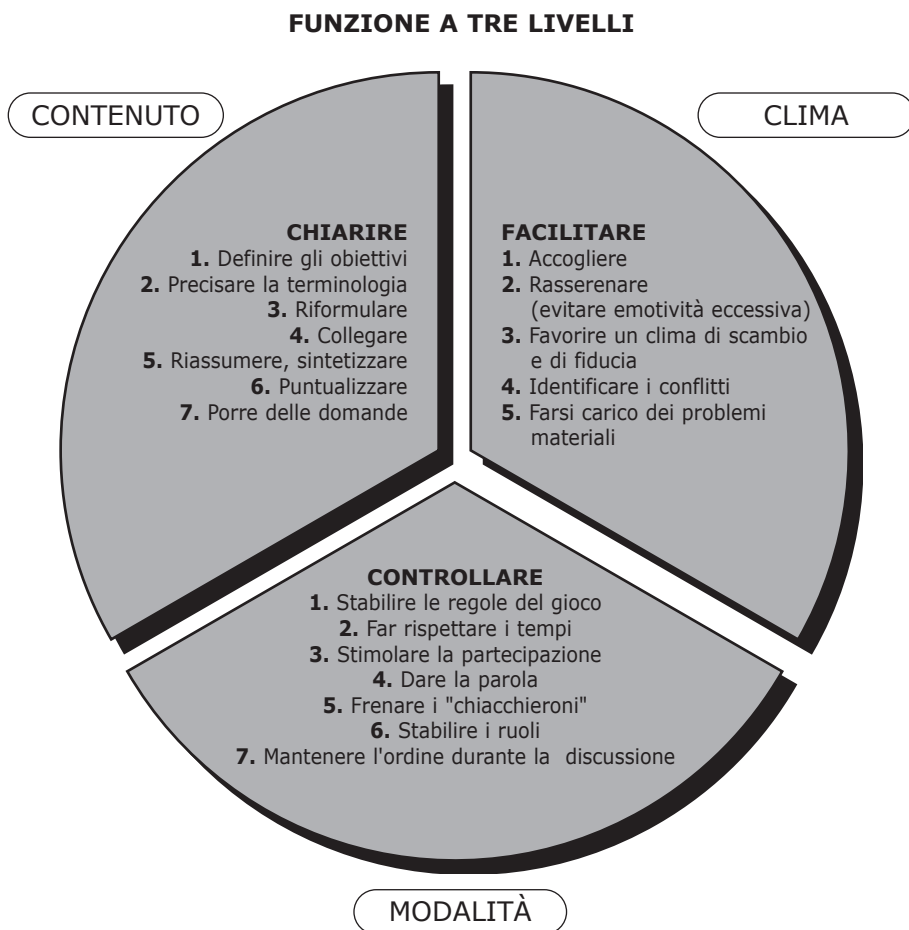 FUNZIONE A TRE LIVELLI
CONTENUTO
CHIARIRE
1. Definire gli obiettivi
2. Precisare la terminologia
3. Riformulare
4. Collegare
5. Riassumere, sintetizzare
6. Puntualizzare
7. Porre delle domande
CLIMA
FACILITARE
1. Accogliere
2. Rasserenare
(evitare emotività eccessiva)
3. Favorire un clima di scambio
e di fiducia
4. Identificare i conflitti
5. Farsi carico dei problemi
materiali
CONTROLLARE
1. Stabilire le regole del gioco
2. Far rispettare i tempi
3. Stimolare la partecipazione
4. Dare la parola
5. Frenare i "chiacchieroni"
6. Stabilire i ruoli
7. Mantenere l'ordine durante la  discussione
MODALITÀ